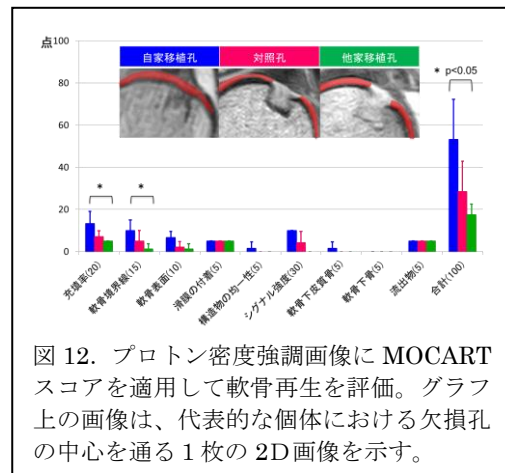 点100
80
60
40
20
0
自家移植孔 対照孔 他家移植孔
* p<0.05
*
*
充填率(20)
軟骨境界線(15)
軟骨表面(10)
滑膜の付着(5)
構造物の均一性(5)
シグナル強度(30)
軟骨下皮質骨(5)
軟骨下骨(5)
流出物(5)
合計(100)
図 12. プロトン密度強調画像に MOCART
スコアを適用して軟骨再生を評価。グラフ
上の画像は、代表的な個体における欠損孔
の中心を通る 1 枚の 2D 画像を示す。